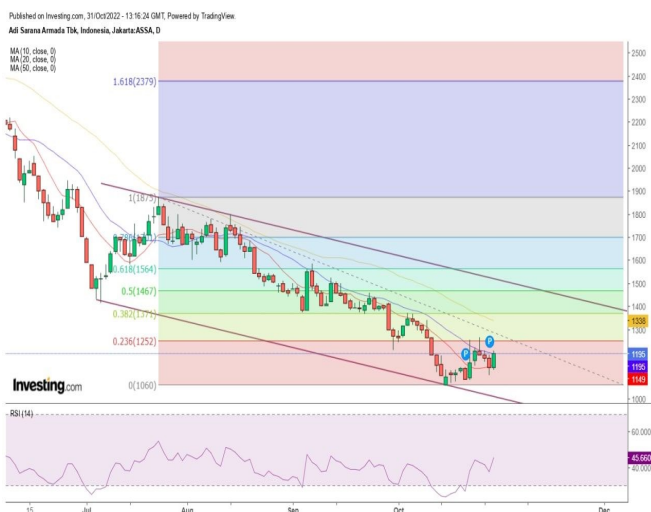 Published on Investing.com, 31/Oct/2022 - 13:16:24 GMT, Powered by TradingView.
Adi Sarana Armada Tbk, Indonesia, Jakarta:ASSA, D
MA (10, close, 0)
MA (20, close, 0)
MA (50, close, 0)
2500
2400
1.618(2379)
2300
2200
2100
2000
1900
1(1875)
1800
1700
1600
0.618(1564)
1500
0.5(1467)
1400
0.382(1371)
1338
1300
0.236(1252)
P
P
1195
1195
1149
0(1060)
1000
Investing.com
RSI (14)
60.000
45.660
40.000
15
Jul
Aug
Sep
Oct
Dec